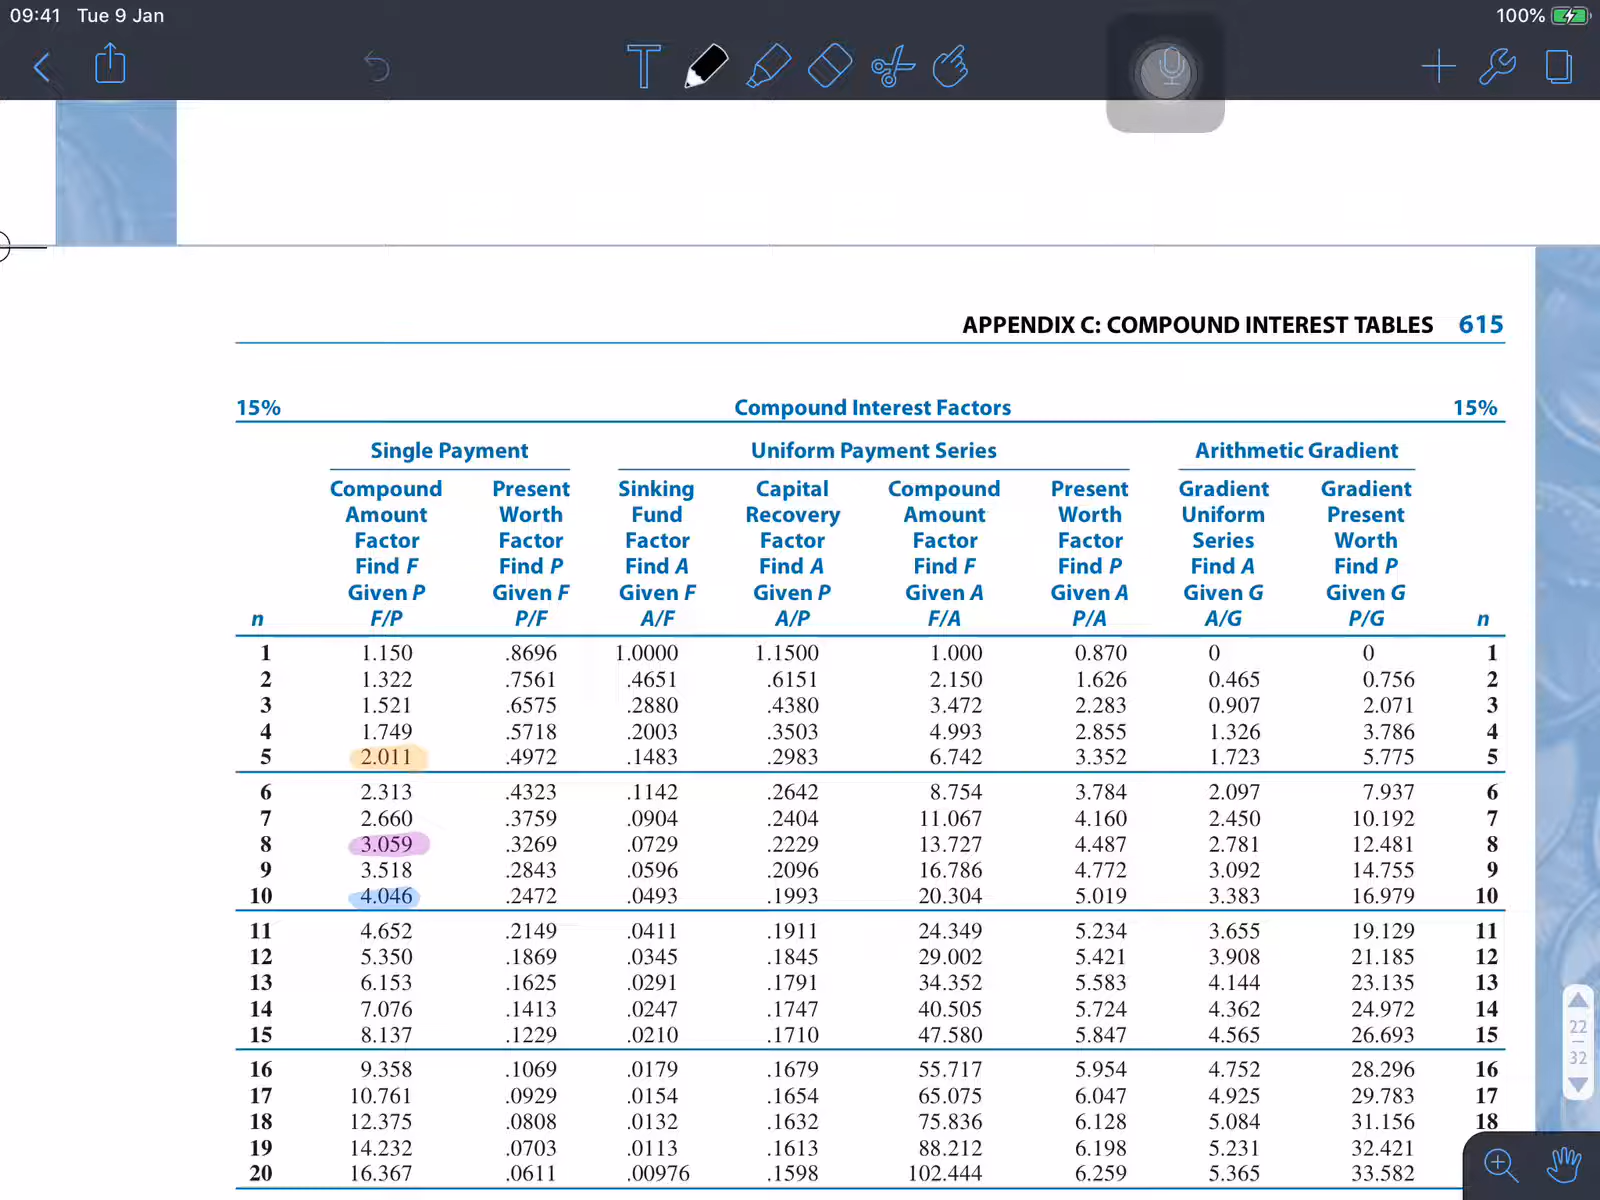 09:41 Tue 9 Jan 100%
APPENDIX C: COMPOUND INTEREST TABLES 615
15% Compound Interest Factors 15%
Single Payment Uniform Payment Series Arithmetic Gradient
Compound Present Sinking Capital Compound Present Gradient Gradient
Amount Worth Fund Recovery Amount Worth Uniform Present
Factor Factor Factor Factor Factor Factor Series Worth
Find F Find P Find A Find A Find F Find P Find A Find P
Given P Given F Given F Given P Given A Given A Given G Given G
n F/P P/F A/F A/P F/A P/A A/G P/G n
1 1.150 .8696 1.0000 1.1500 1.000 0.870 0 0 1
2 1.322 .7561 .4651 .6151 2.150 1.626 0.465 0.756 2
3 1.521 .6575 .2880 .4380 3.472 2.283 0.907 2.071 3
4 1.749 .5718 .2003 .3503 4.993 2.855 1.326 3.786 4
5 2.011 .4972 .1483 .2983 6.742 3.352 1.723 5.775 5
6 2.313 .4323 .1142 .2642 8.754 3.784 2.097 7.937 6
7 2.660 .3759 .0904 .2404 11.067 4.160 2.450 10.192 7
8 3.059 .3269 .0729 .2229 13.727 4.487 2.781 12.481 8
9 3.518 .2843 .0596 .2096 16.786 4.772 3.092 14.755 9
10 4.046 .2472 .0493 .1993 20.304 5.019 3.383 16.979 10
11 4.652 .2149 .0411 .1911 24.349 5.234 3.655 19.129 11
12 5.350 .1869 .0345 .1845 29.002 5.421 3.908 21.185 12
13 6.153 .1625 .0291 .1791 34.352 5.583 4.144 23.135 13
14 7.076 .1413 .0247 .1747 40.505 5.724 4.362 24.972 14
15 8.137 .1229 .0210 .1710 47.580 5.847 4.565 26.693 15
16 9.358 .1069 .0179 .1679 55.717 5.954 4.752 28.296 16
17 10.761 .0929 .0154 .1654 65.075 6.047 4.925 29.783 17
18 12.375 .0808 .0132 .1632 75.836 6.128 5.084 31.156 18
19 14.232 .0703 .0113 .1613 88.212 6.198 5.231 32.421
20 16.367 .0611 .00976 .1598 102.444 6.259 5.365 33.582
22
32